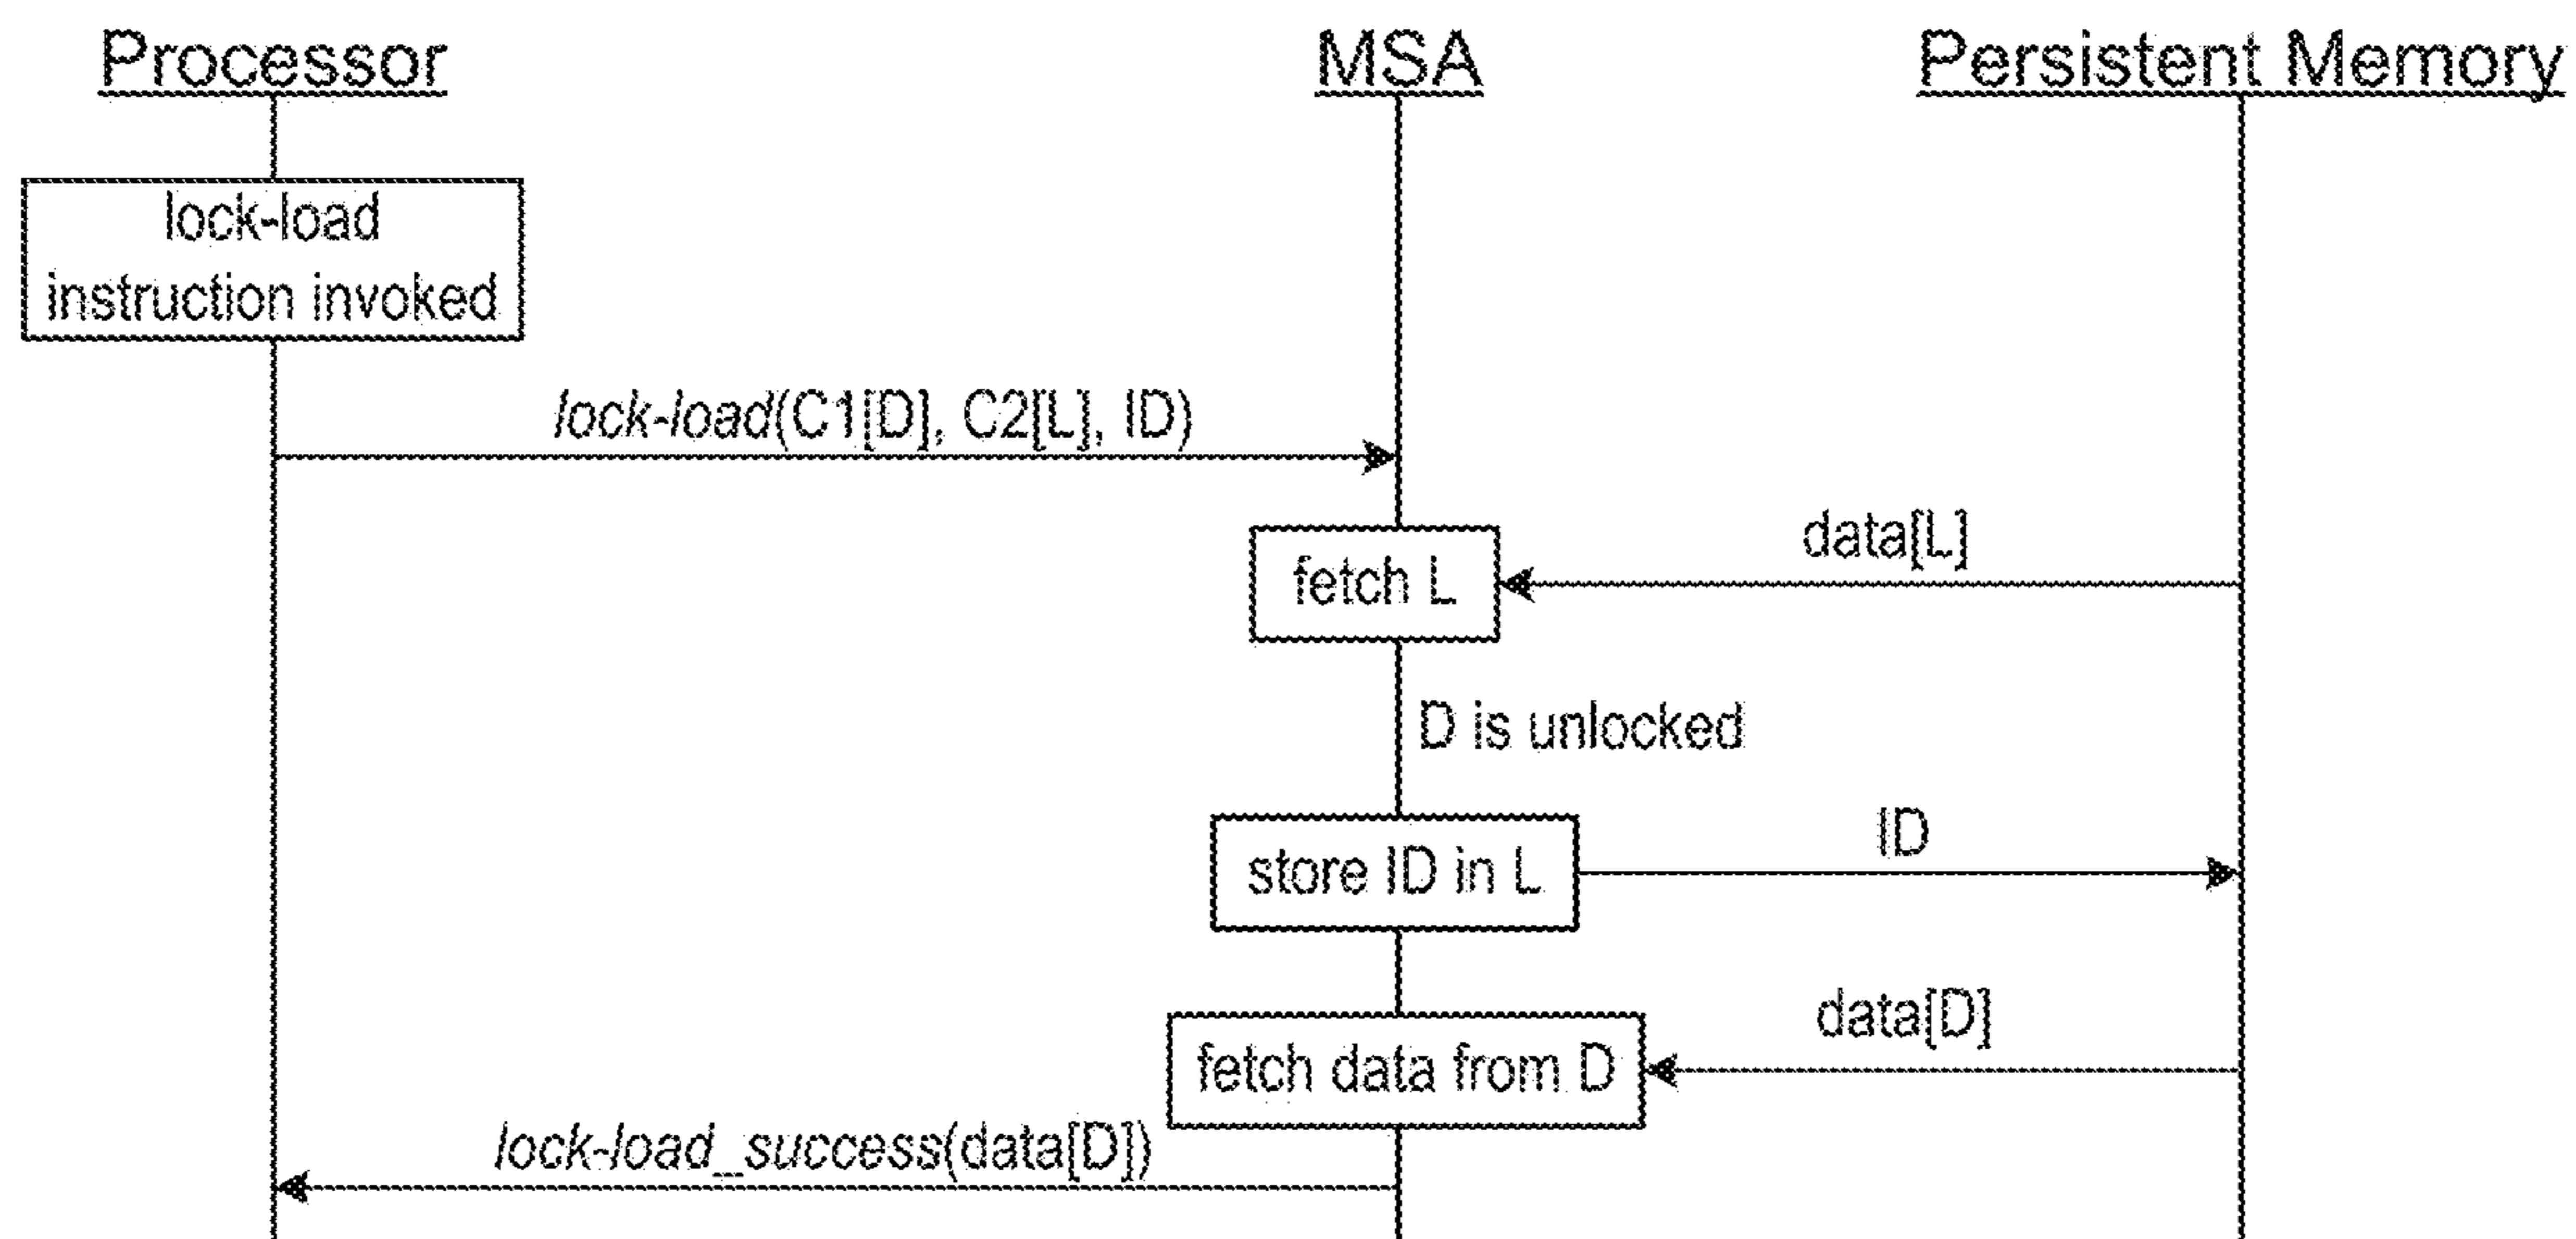 Processor
MSA
Persistent Memory
lock-load
instruction invoked
lock-load(C1[D], C2[L], ID)
data[L]
fetch L
D is unlocked
ID
store ID in L
data[D]
fetch data from D
lock-load_success(data[D])